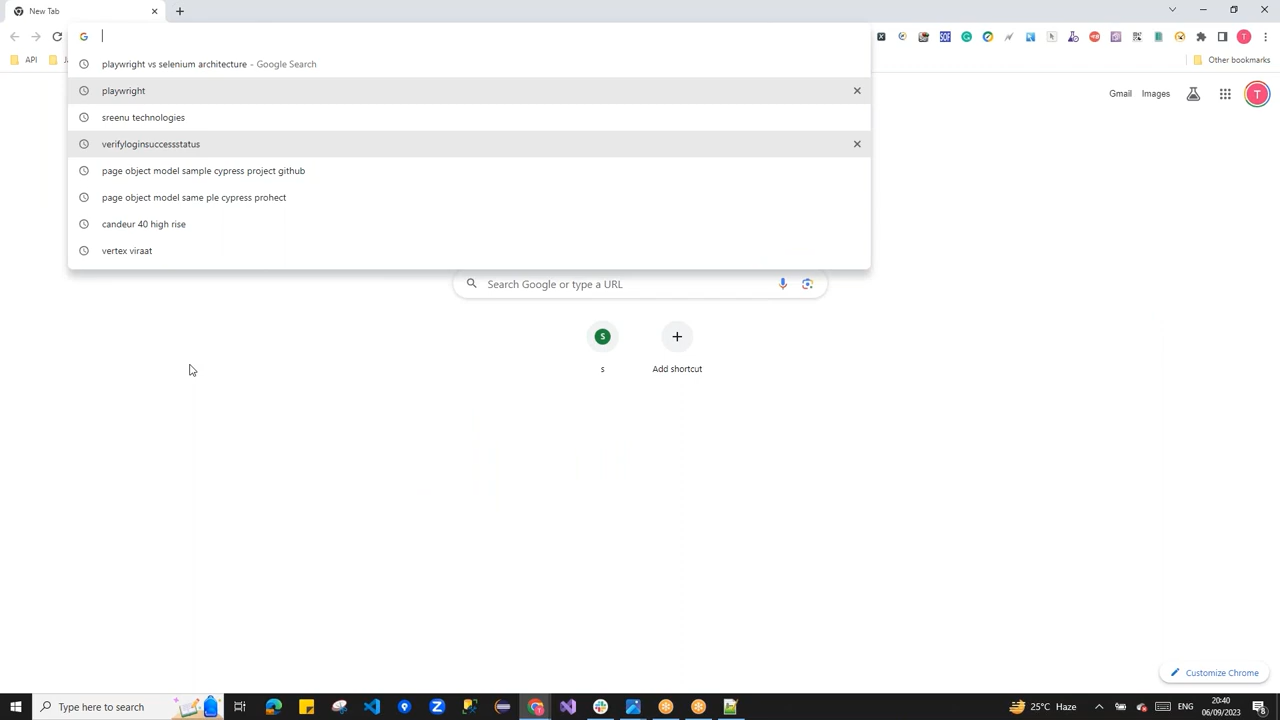 New Tab
playwright vs selenium architecture - Google Search
API
Other bookmarks
playwright
Gmail
Images
T
sreenu technologies
verifyloginsuccessstatus
page object model sample cypress project github
page object model same ple cypress prohect
candeur 40 high rise
vertex viraat
Search Google or type a URL
S
s
Add shortcut
Customize Chrome
Type here to search
25°C Haze
ENG
20:40
06/09/2023